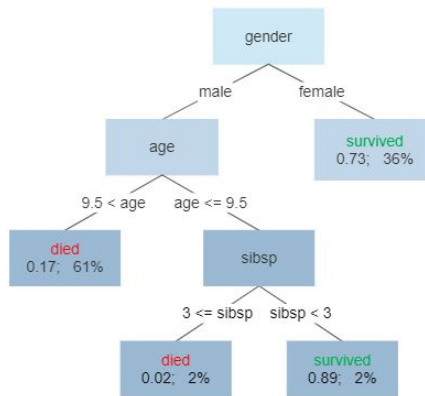 gender
male female
age
survived
0.73; 36%
9.5 < age age <= 9.5
died
0.17; 61%
sibsp
3 <= sibsp sibsp < 3
died
0.02; 2%
survived
0.89; 2%